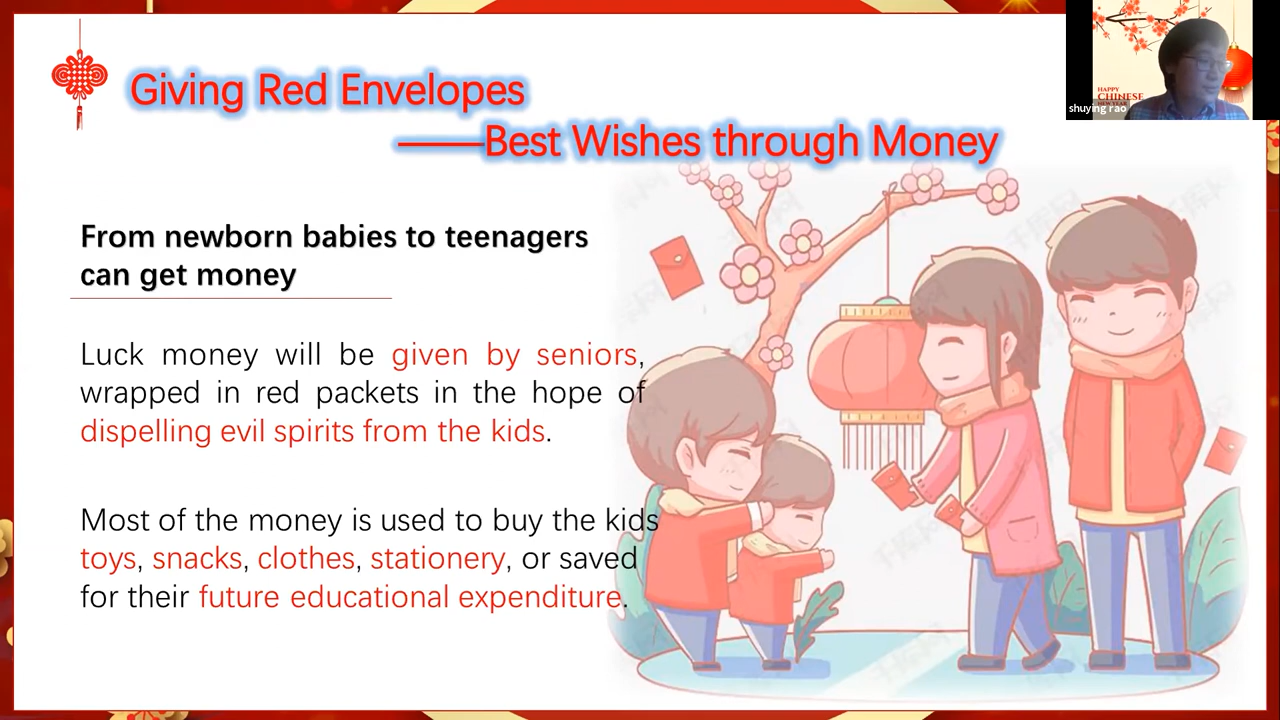 Giving Red Envelopes
——Best Wishes through Money
From newborn babies to teenagers
can get money
Luck money will be given by seniors,
wrapped in red packets in the hope of
dispelling evil spirits from the kids.
Most of the money is used to buy the kids
toys, snacks, clothes, stationery, or saved
for their future educational expenditure.
HAPPY
CHINESE
NEW YEAR
shuying rao